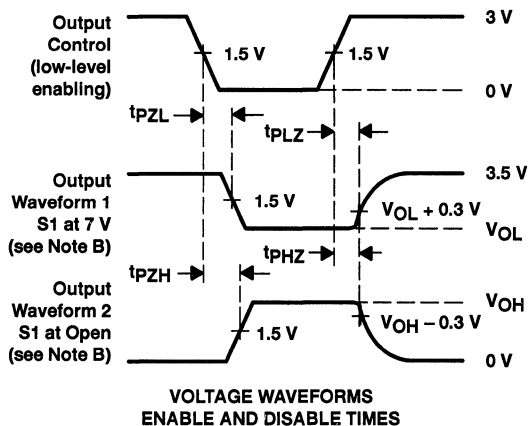 Output
Control
(low-level
enabling)
1.5 V
1.5 V
3 V
0 V
tPZL
tPLZ
Output
Waveform 1
S1 at 7 V
(see Note B)
1.5 V
3.5 V
VOL + 0.3 V
VOL
tPHZ
tPZH
Output
Waveform 2
S1 at Open
(see Note B)
1.5 V
VOH
VOH – 0.3 V
0 V
VOLTAGE WAVEFORMS
ENABLE AND DISABLE TIMES